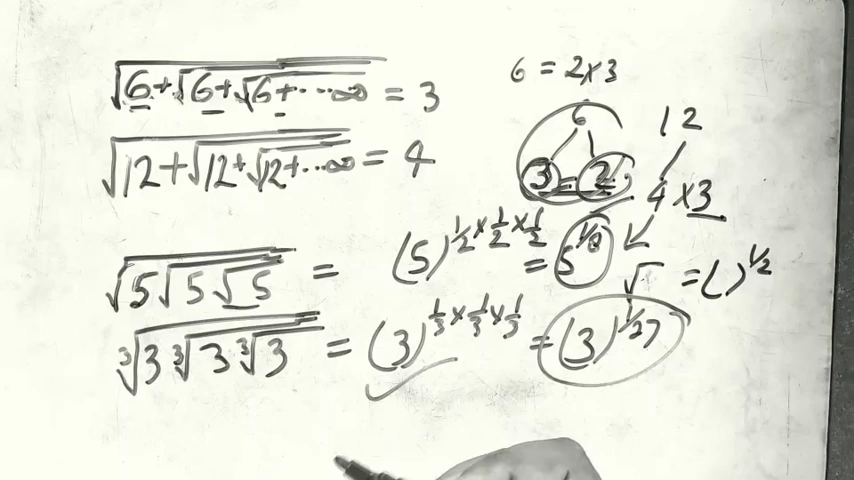 √(6+√(6+√(6+···∞))) = 3
6 = 2×3
6
3 - 2
12
4 × 3
√(12+√(12+√(12+···∞))) = 4
√(5√(5√5)) = (5)^(1/2 × 1/2 × 1/2) = 5^(1/8)
√ = ( )^(1/2)
∛(3∛(3∛3)) = (3)^(1/3 × 1/3 × 1/3) = (3)^(1/27)